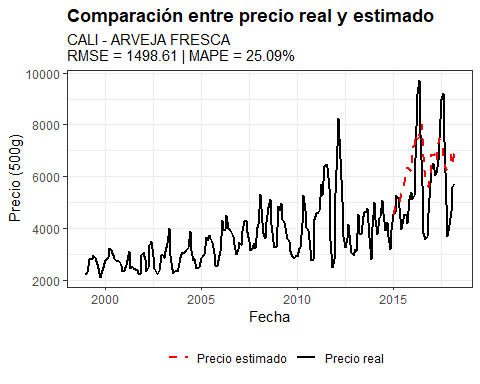 Comparación entre precio real y estimado
CALI - ARVEJA FRESCA
RMSE = 1498.61 | MAPE = 25.09%
Precio (500g)
10000
8000
6000
4000
2000
2000
2005
2010
2015
Fecha
Precio estimado
Precio real